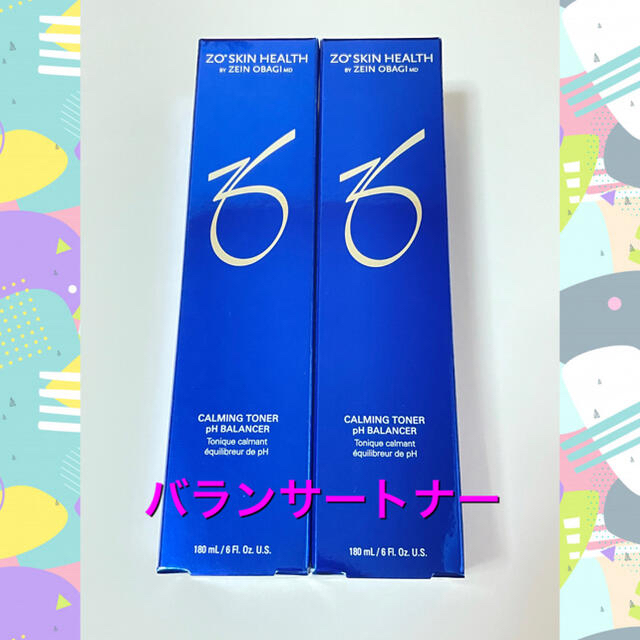 ZO® SKIN HEALTH
BY ZEIN OBAGI MD
CALMING TONER
pH BALANCER
Tonique calmant
équilibreur de pH
180 mL / 6 Fl. Oz. U.S.
ZO® SKIN HEALTH
BY ZEIN OBAGI MD
CALMING TONER
pH BALANCER
Tonique calmant
équilibreur de pH
180 mL / 6 Fl. Oz. U.S.
バランサートナー